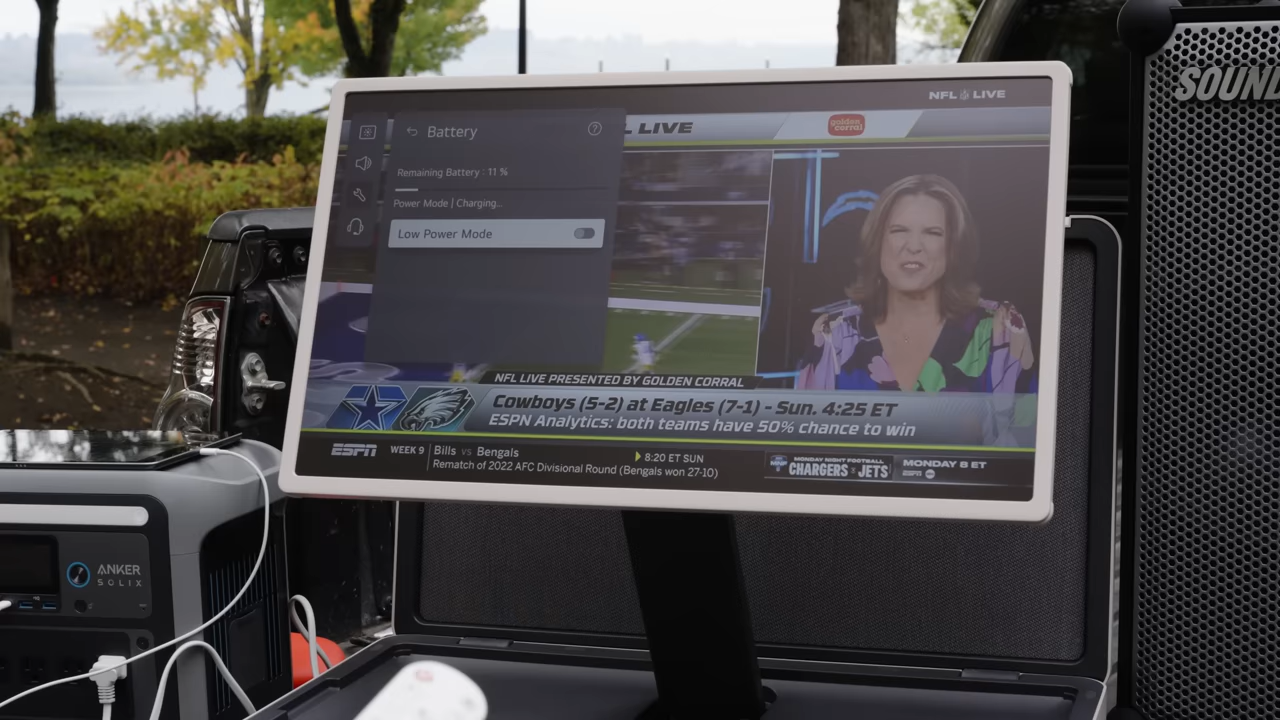 NFL LIVE
SOUND
L LIVE
golden corral
Battery
Remaining Battery : 11 %
Power Mode | Charging..
Low Power Mode
NFL LIVE PRESENTED BY GOLDEN CORRAL
Cowboys (5-2) at Eagles (7-1) - Sun. 4:25 ET
ESPN Analytics: both teams have 50% chance to win
ESPN
WEEK 9
Bills vs Bengals
8:20 ET SUN
Rematch of 2022 AFC Divisional Round (Bengals won 27-10)
MONDAY NIGHT FOOTBALL
CHARGERS JETS
MONDAY 8 ET
ESPN abc
ANKER
SOLIX